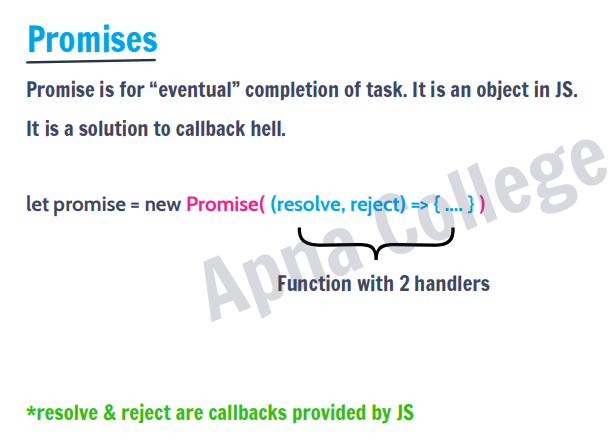 Promises
Promise is for “eventual” completion of task. It is an object in JS.
It is a solution to callback hell.
let promise = new Promise( (resolve, reject) => { .... } )
Function with 2 handlers
*resolve & reject are callbacks provided by JS
Apna College